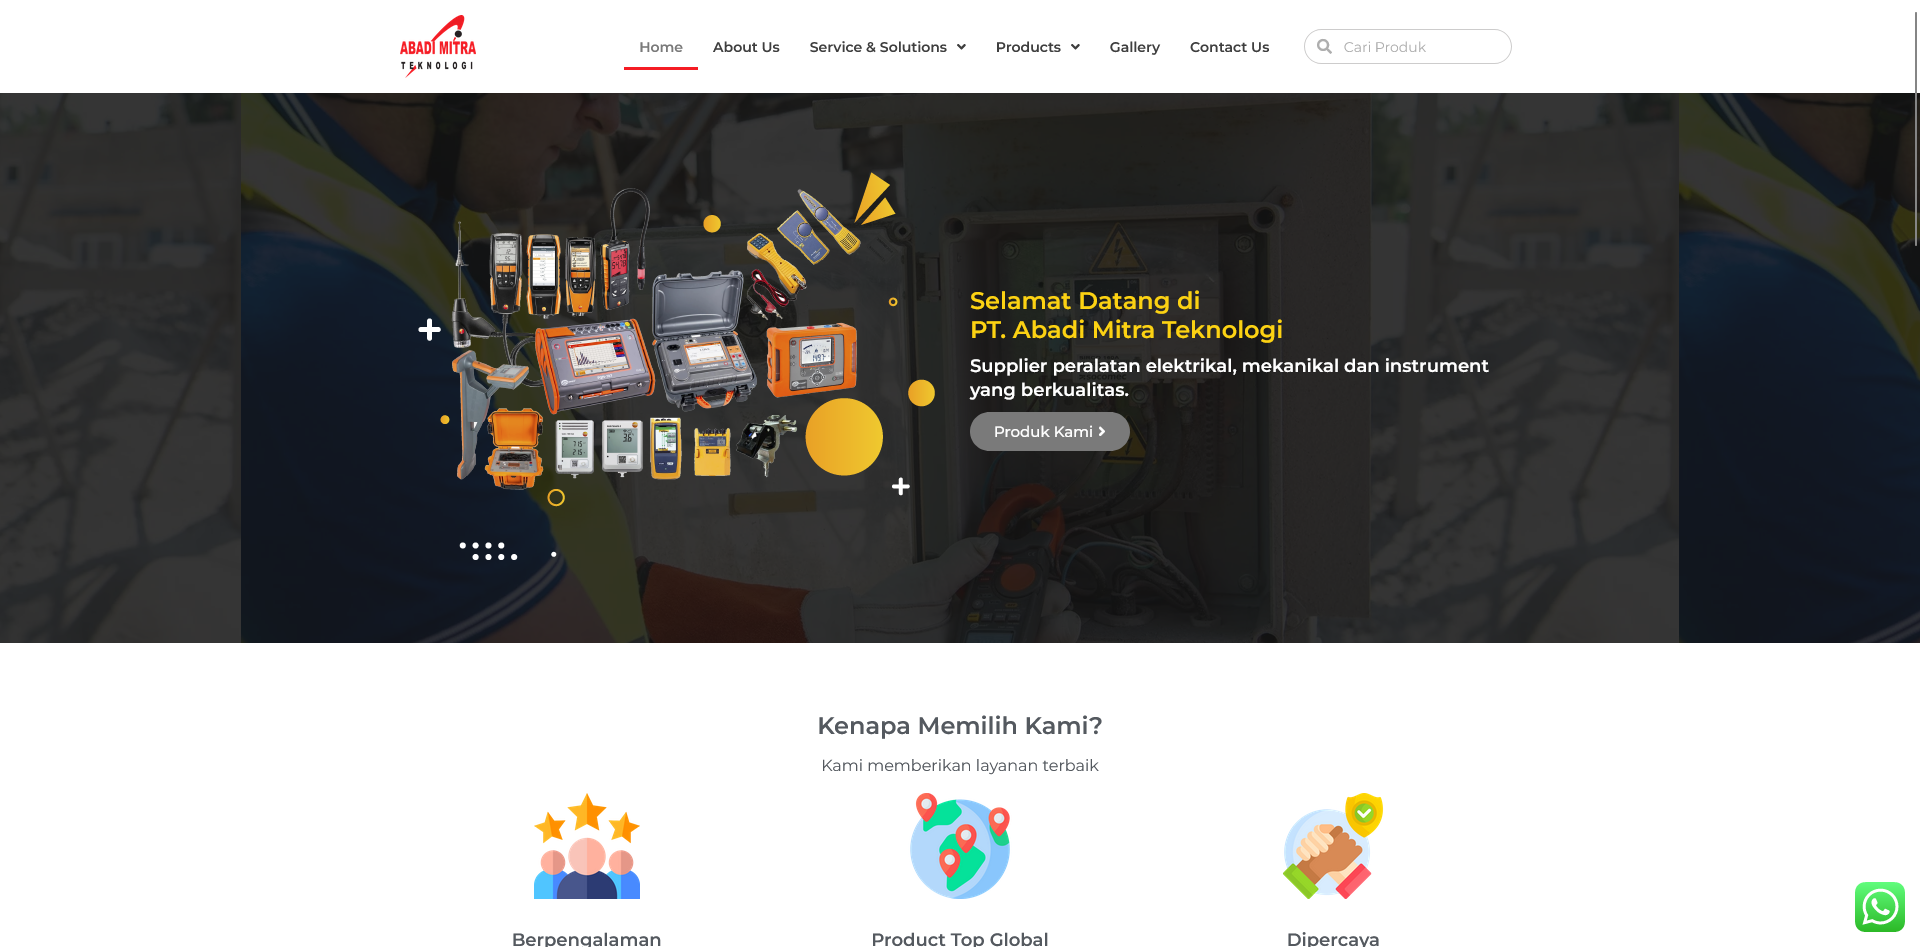 ABADI MITRA
TEKNOLOGI
Home
About Us
Service & Solutions
Products
Gallery
Contact Us
Cari Produk
Selamat Datang di
PT. Abadi Mitra Teknologi
Supplier peralatan elektrikal, mekanikal dan instrument
yang berkualitas.
Produk Kami
Kenapa Memilih Kami?
Kami memberikan layanan terbaik
Berpengalaman
Product Top Global
Dipercaya